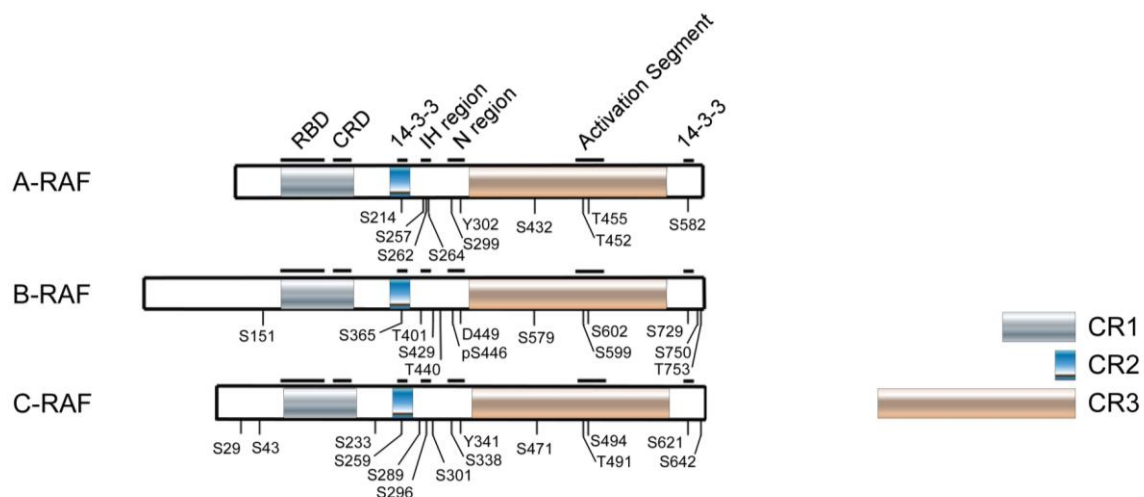 RBD CRD 14-3-3 IH region N region Activation Segment 14-3-3
A-RAF
S214 Y302 S432 T455 S582
S257 S299 T452
S262 S264
B-RAF
S151 S365 T401 D449 S579 S602 S729
S429 pS446 S599 S750
T440 T753
CR1
CR2
CR3
C-RAF
S29 S43 S233 Y341 S471 S494 S621
S259 S338 T491 S642
S289 S301
S296